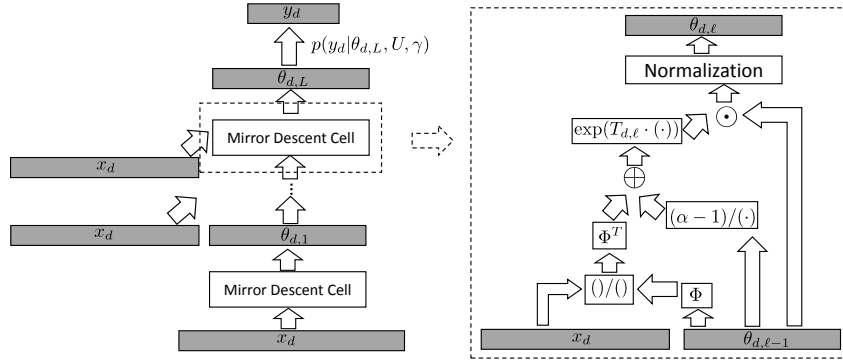 y_d
p(y_d|θ_{d,L}, U, γ)
θ_{d,L}
Mirror Descent Cell
x_d
x_d
θ_{d,1}
Mirror Descent Cell
x_d
θ_{d,ℓ}
Normalization
exp(T_{d,ℓ} · (·))
(α − 1)/(·)
Φ^T
()/()
Φ
x_d
θ_{d,ℓ−1}